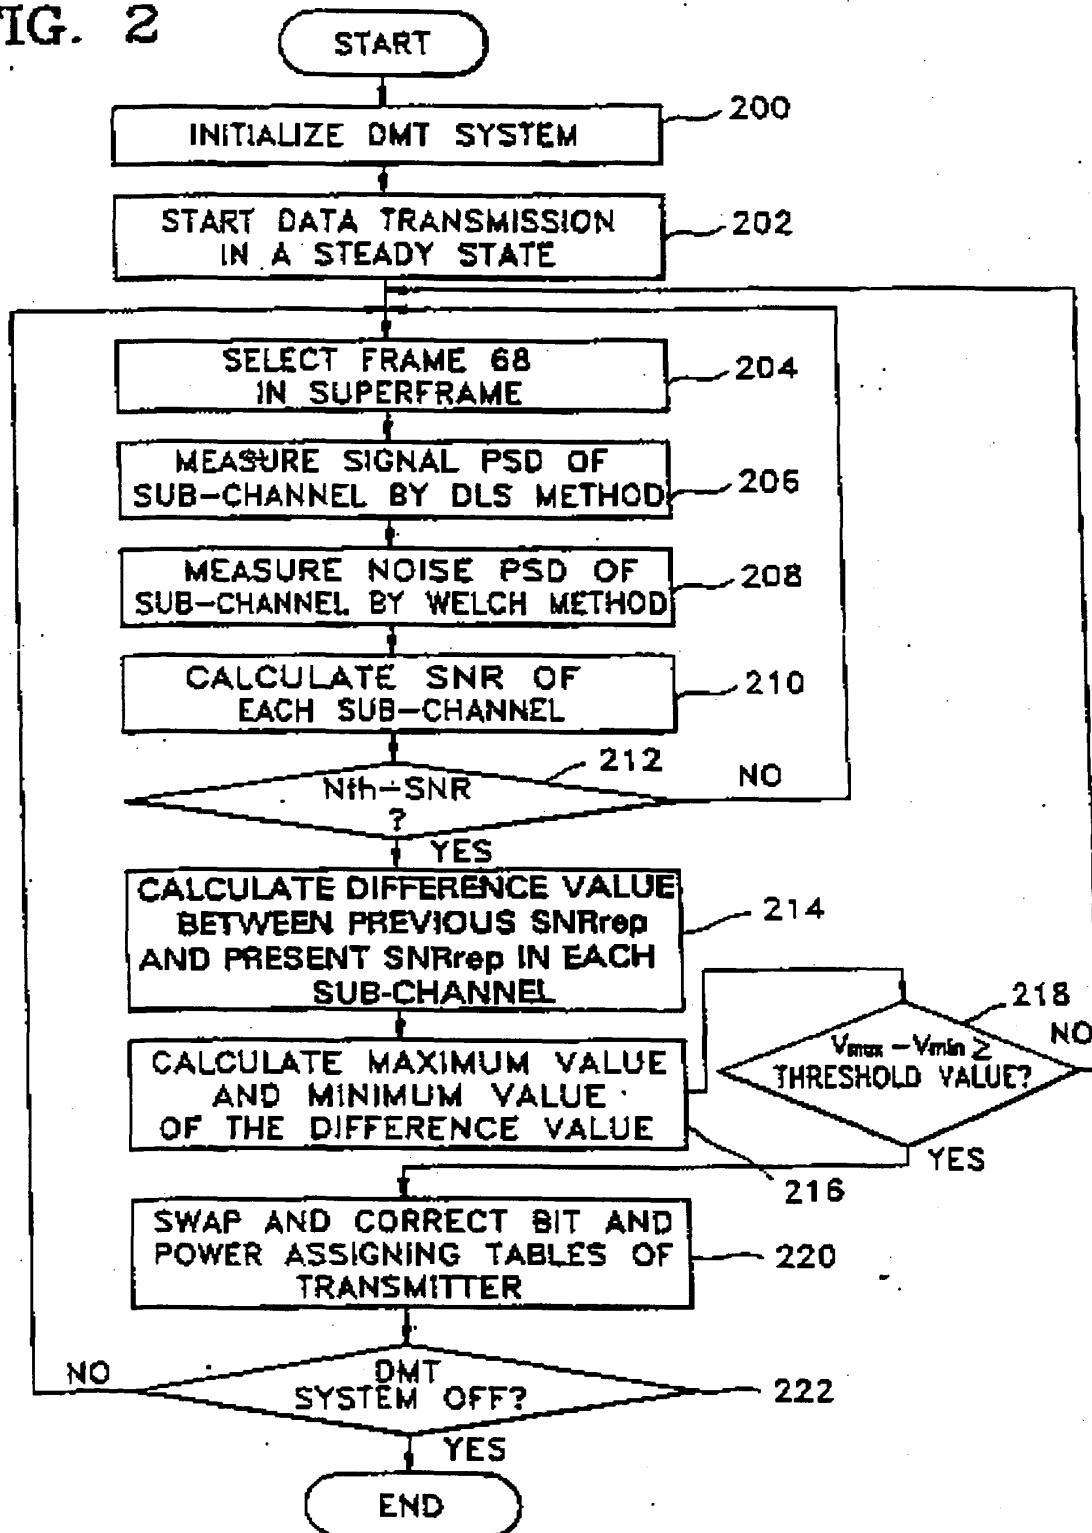 FIG. 2
START
INITIALIZE DMT SYSTEM
200
START DATA TRANSMISSION
IN A STEADY STATE
202
SELECT FRAME 68
IN SUPERFRAME
204
MEASURE SIGNAL PSD OF
SUB-CHANNEL BY DLS METHOD
206
MEASURE NOISE PSD OF
SUB-CHANNEL BY WELCH METHOD
208
CALCULATE SNR OF
EACH SUB-CHANNEL
210
Nth-SNR
?
212
NO
YES
CALCULATE DIFFERENCE VALUE
BETWEEN PREVIOUS SNRrep
AND PRESENT SNRrep IN EACH
SUB-CHANNEL
214
CALCULATE MAXIMUM VALUE
AND MINIMUM VALUE
OF THE DIFFERENCE VALUE
216
Vmax - Vmin ≥
THRESHOLD VALUE?
218
NO
YES
SWAP AND CORRECT BIT AND
POWER ASSIGNING TABLES OF
TRANSMITTER
220
DMT
SYSTEM OFF?
222
NO
YES
END